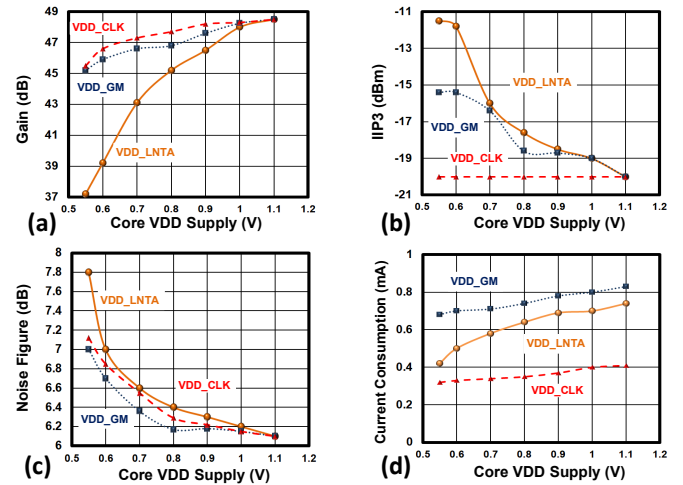 49
47
45
43
41
39
37
Gain (dB)
VDD_CLK
VDD_GM
VDD_LNTA
0.5 0.6 0.7 0.8 0.9 1 1.1 1.2
(a) Core VDD Supply (V)
-11
-13
-15
-17
-19
-21
IIP3 (dBm)
VDD_LNTA
VDD_GM
VDD_CLK
0.5 0.6 0.7 0.8 0.9 1 1.1 1.2
(b) Core VDD Supply (V)
8
7.8
7.6
7.4
7.2
7
6.8
6.6
6.4
6.2
6
Noise Figure (dB)
VDD_LNTA
VDD_CLK
VDD_GM
0.5 0.6 0.7 0.8 0.9 1 1.1 1.2
(c) Core VDD Supply (V)
1
0.8
0.6
0.4
0.2
0
Current Consumption (mA)
VDD_GM
VDD_LNTA
VDD_CLK
0.5 0.6 0.7 0.8 0.9 1 1.1 1.2
(d) Core VDD Supply (V)